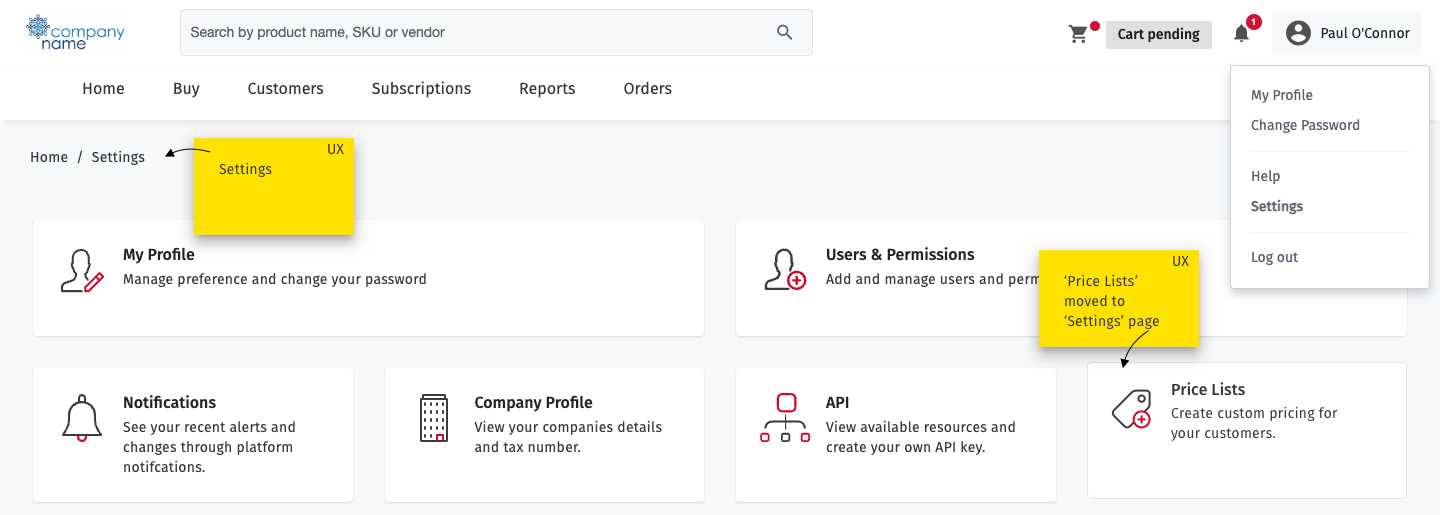 company
name
Search by product name, SKU or vendor
Cart pending
1
Paul O'Connor
Home
Buy
Customers
Subscriptions
Reports
Orders
My Profile
Change Password
Help
Settings
Log out
Home / Settings
UX
Settings
My Profile
Manage preference and change your password
Users & Permissions
Add and manage users and perm
UX
‘Price Lists’
moved to
‘Settings’ page
Notifications
See your recent alerts and
changes through platform
notifcations.
Company Profile
View your companies details
and tax number.
API
View available resources and
create your own API key.
Price Lists
Create custom pricing for
your customers.